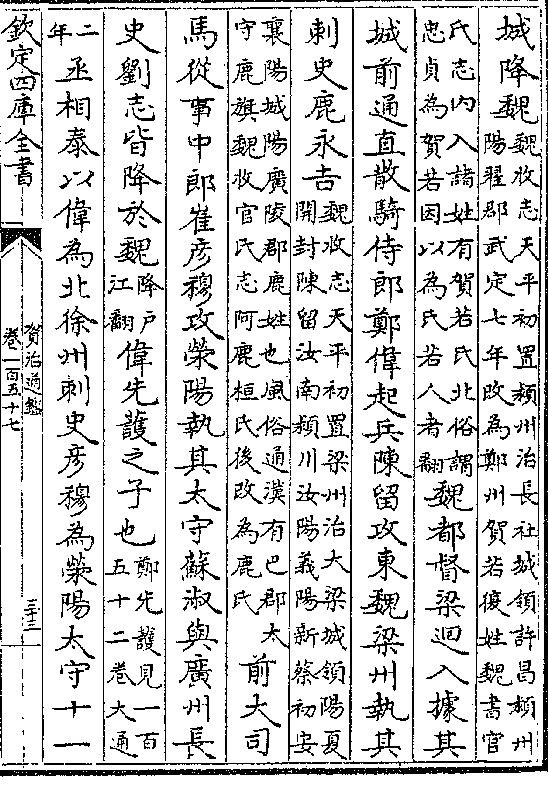 城降魏魏收志天平初置潁州治長社城領許昌潁州陽翟郡武定七年改為鄭州賀若複姓魏書官
氏志内入諸姓有賀若氏北俗謂忠貞為賀若因以為氏若人者翻魏都督梁迥入據其
城前通直散騎侍郎鄭偉起兵陳留攻東魏梁州執其
刺史鹿永吉魏收志天平初置梁州治大梁城領陽夏開封陳留汝南潁川汝陽義陽新蔡初安
襄陽城陽廣陵郡鹿姓也風俗通漢有巴郡太守鹿旗魏收官氏志阿鹿桓氏後改為鹿氏前大司
馬從事中郎崔彦穆攻滎陽執其太守蘇淑與廣州長
史劉志皆降於魏降戸江翻偉先護之子也鄭先護見一百五十二卷大通
二年丞相泰以偉為北徐州刺史彦穆為滎陽太守十一
欽定四庫全書
資治通鑑
卷一百五十七
三十三